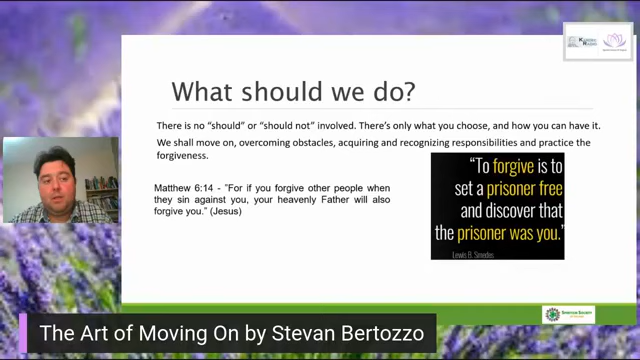 What should we do?
There is no “should” or “should not” involved. There's only what you choose, and how you can have it.
We shall move on, overcoming obstacles, acquiring and recognizing responsibilities and practice the
forgiveness.
Matthew 6:14 - “For if you forgive other people when
they sin against you, your heavenly Father will also
forgive you.” (Jesus)
“To forgive is to
set a prisoner free
and discover that
the prisoner was you.”
Lewis B. Smedes
The Art of Moving On by Stevan Bertozzo